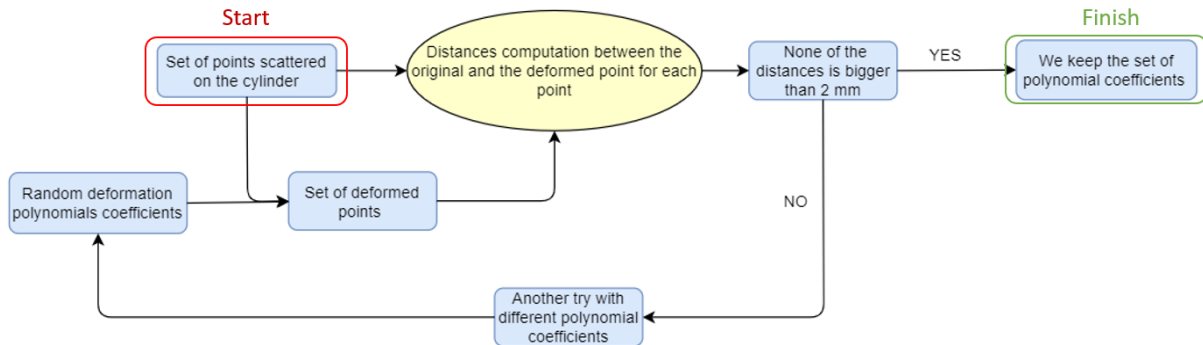 Start
Finish
Set of points scattered
on the cylinder
Distances computation between the
original and the deformed point for each
point
None of the
distances is bigger
than 2 mm
YES
We keep the set of
polynomial coefficients
Random deformation
polynomials coefficients
Set of deformed
points
NO
Another try with
different polynomial
coefficients